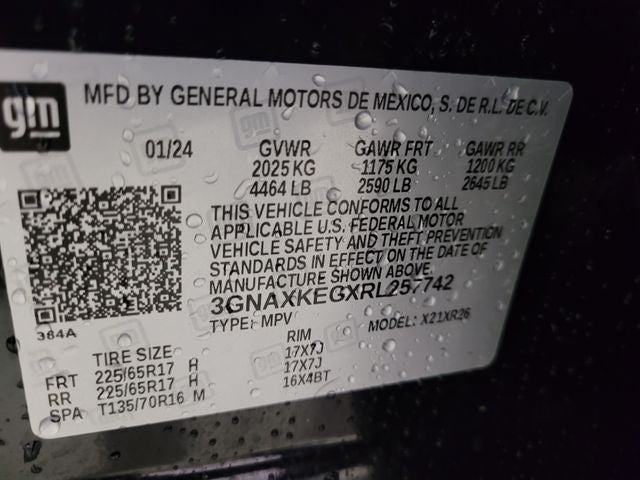 gm
MFD BY GENERAL MOTORS DE MEXICO, S. DE R.L. DE C.V.
01/24 GVWR GAWR FRT GAWR RR
2025 KG 1175 KG 1200 KG
4464 LB 2590 LB 2645 LB
THIS VEHICLE CONFORMS TO ALL
APPLICABLE U.S. FEDERAL MOTOR
VEHICLE SAFETY AND THEFT PREVENTION
STANDARDS IN EFFECT ON THE DATE OF
MANUFACTURE SHOWN ABOVE.
3GNAXKEGXRL257742
384A TYPE: MPV MODEL: X21XR26
TIRE SIZE RIM
FRT 225/65R17 H 17X7J
RR 225/65R17 H 17X7J
SPA T135/70R16 M 16X4BT